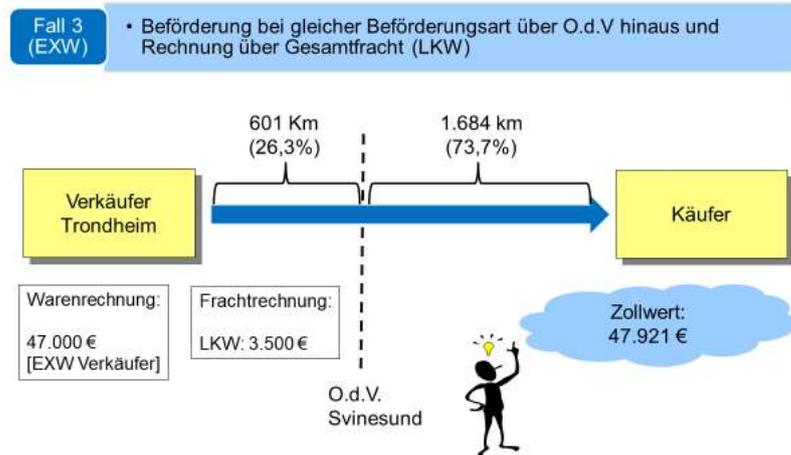 Fall 3
(EXW)
• Beförderung bei gleicher Beförderungsart über O.d.V hinaus und
Rechnung über Gesamtfracht (LKW)
601 Km
(26,3%)
1.684 km
(73,7%)
Verkäufer
Trondheim
Käufer
Warenrechnung:
47.000 €
[EXW Verkäufer]
Frachtrechnung:
LKW: 3.500 €
Zollwert:
47.921 €
O.d.V.
Svinesund